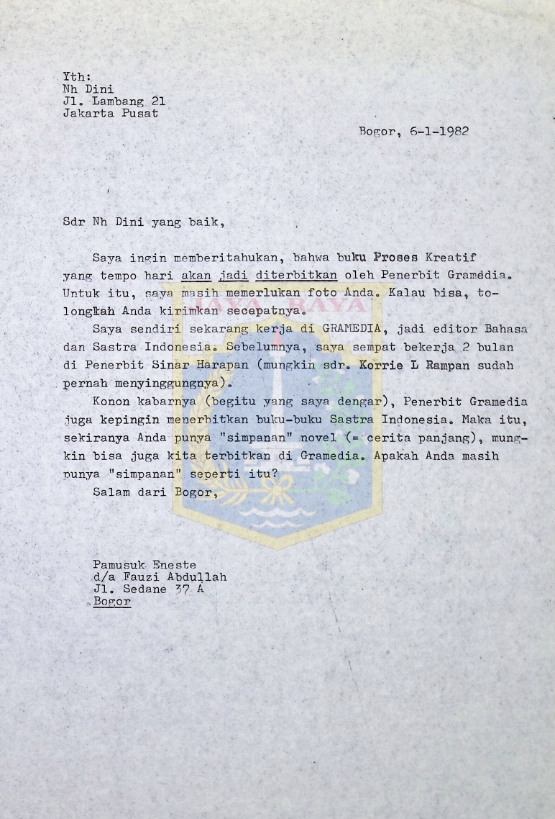 Yth:
Nh Dini
Jl. Lambang 21
Jakarta Pusat
Bogor, 6-1-1982
Sdr Nh Dini yang baik,
Saya ingin memberitahukan, bahwa buku Proses Kreatif
yang tempo hari akan jadi diterbitkan oleh Penerbit Gramedia.
Untuk itu, saya masih memerlukan foto Anda. Kalau bisa, to-
longlah Anda kirimkan secepatnya.
Saya sendiri sekarang kerja di GRAMEDIA, jadi editor Bahasa
dan Sastra Indonesia. Sebelumnya, saya sempat bekerja 2 bulan
di Penerbit Sinar Harapan (mungkin sdr. Korrie L Rampan sudah
pernah menyinggungnya).
Konon kabarnya (begitu yang saya dengar), Penerbit Gramedia
juga kepingin menerbitkan buku-buku Sastra Indonesia. Maka itu,
sekiranya Anda punya "simpanan" novel (= cerita panjang), mung-
kin bisa juga kita terbitkan di Gramedia. Apakah Anda masih
punya "simpanan" seperti itu?
Salam dari Bogor,
Pamusuk Eneste
d/a Fauzi Abdullah
Jl. Sedane 37 A
Bogor
JAYA RAYA